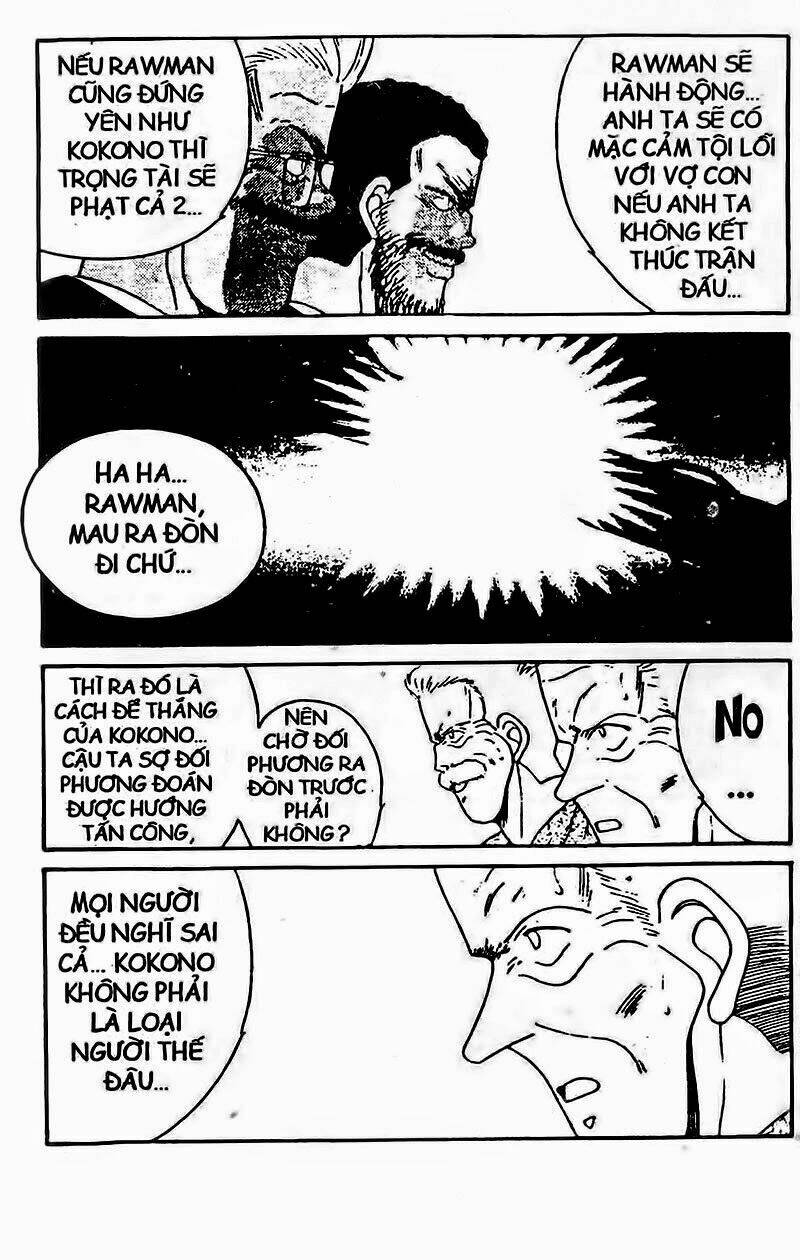 NẾU RAWMAN
CŨNG ĐỨNG
YÊN NHƯ
KOKONO THÌ
TRỌNG TÀI SẼ
PHẠT CẢ 2...
RAWMAN SẼ
HÀNH ĐỘNG...
ANH TA SẼ CÓ
MẶC CẢM TỘI LỖI
VỚI VỢ CON
NẾU ANH TA
KHÔNG KẾT
THÚC TRẬN
ĐẤU...
HA HA...
RAWMAN,
MAU RA ĐÒN
ĐI CHỨ...
THÌ RA ĐÓ LÀ
CÁCH ĐỂ THẮNG
CỦA KOKONO...
CẬU TA SỢ ĐỐI
PHƯƠNG ĐOÁN
ĐƯỢC HƯỚNG
TẤN CÔNG,
NÊN
CHỜ ĐỐI
PHƯƠNG RA
ĐÒN TRƯỚC
PHẢI
KHÔNG?
NO
...
MỌI NGƯỜI
ĐỀU NGHĨ SAI
CẢ... KOKONO
KHÔNG PHẢI
LÀ LOẠI
NGƯỜI THẾ
ĐÂU...